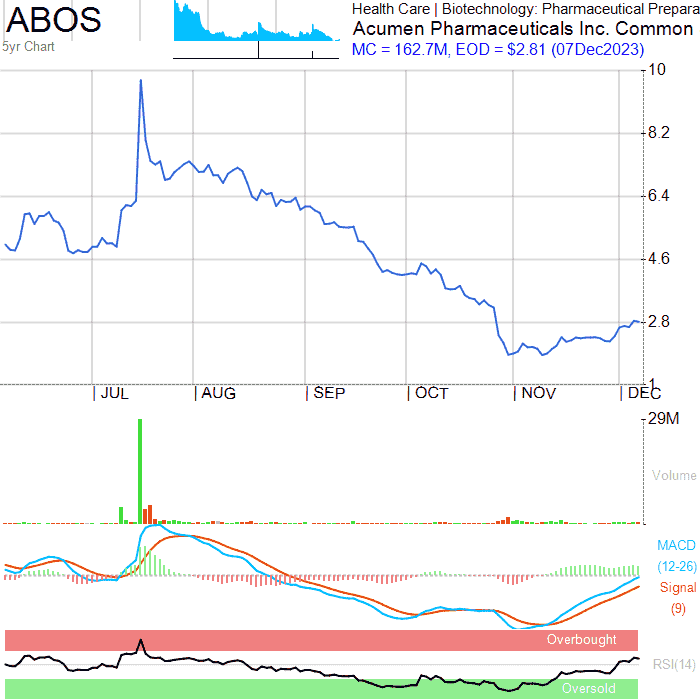 ABOS
5yr Chart
Health Care | Biotechnology: Pharmaceutical Prepara
Acumen Pharmaceuticals Inc. Common
MC = 162.7M, EOD = $2.81 (07Dec2023)
10
8.2
6.4
4.6
2.8
1
JUL AUG SEP OCT NOV DEC
29M
Volume
MACD
(12-26)
Signal
(9)
Overbought
RSI(14)
Oversold